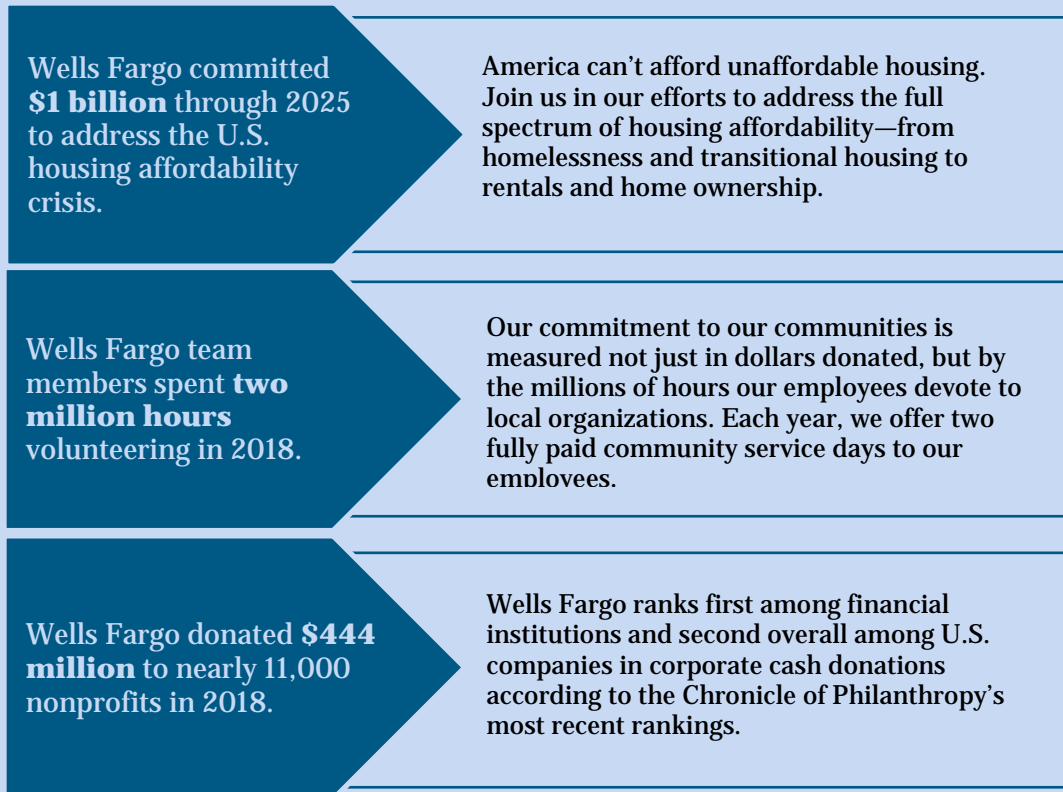 Wells Fargo committed
$1 billion through 2025
to address the U.S.
housing affordability
crisis.
America can’t afford unaffordable housing.
Join us in our efforts to address the full
spectrum of housing affordability—from
homelessness and transitional housing to
rentals and home ownership.
Wells Fargo team
members spent two
million hours
volunteering in 2018.
Our commitment to our communities is
measured not just in dollars donated, but by
the millions of hours our employees devote to
local organizations. Each year, we offer two
fully paid community service days to our
employees.
Wells Fargo donated $444
million to nearly 11,000
nonprofits in 2018.
Wells Fargo ranks first among financial
institutions and second overall among U.S.
companies in corporate cash donations
according to the Chronicle of Philanthropy’s
most recent rankings.